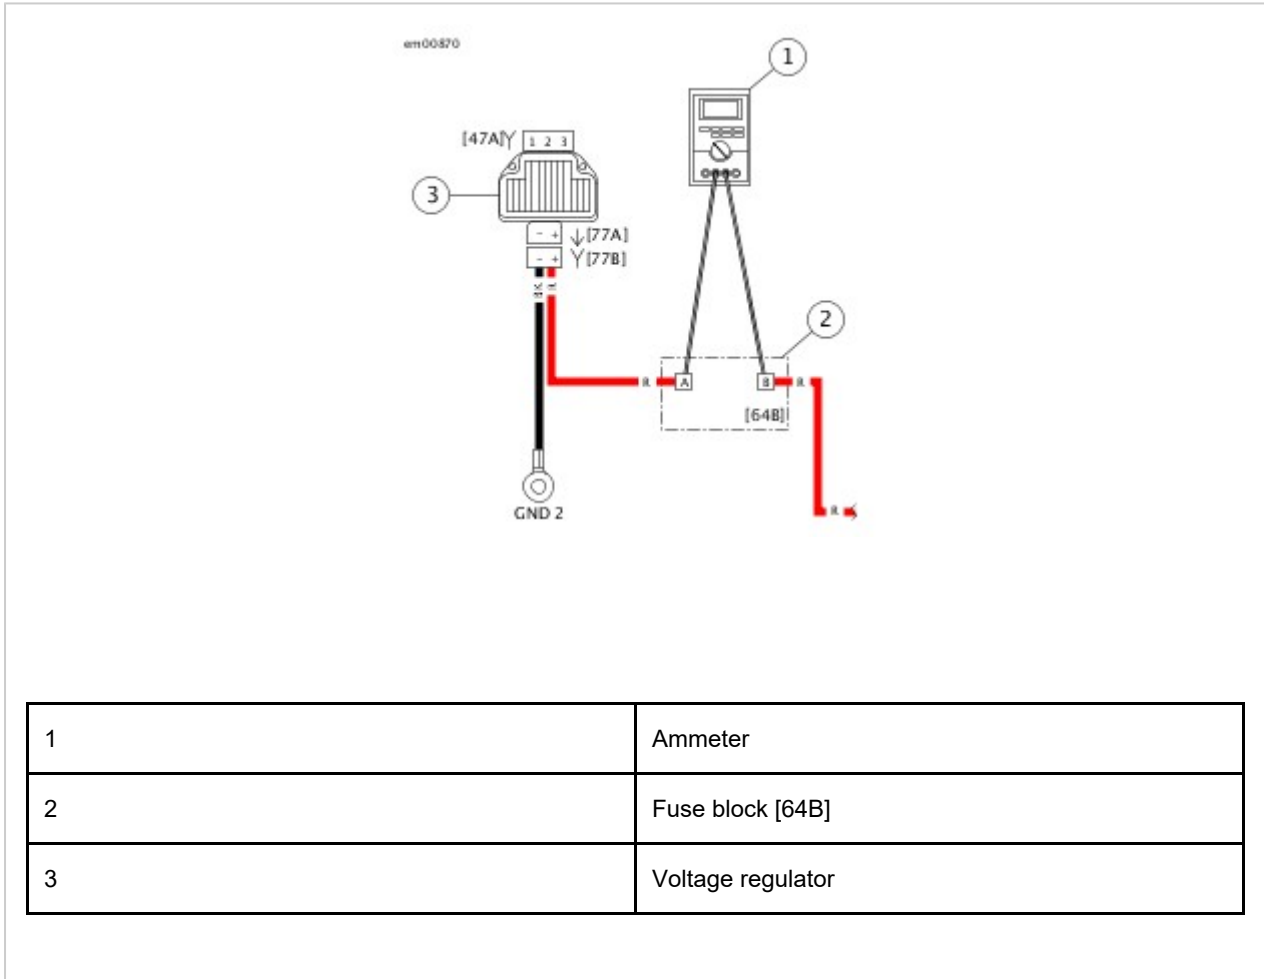 em00870
1
[47A]
1 2 3
3
- +
[77A]
- +
[77B]
BK
R
2
R
A
B
R
[64B]
GND 2
R
1 Ammeter
2 Fuse block [64B]
3 Voltage regulator